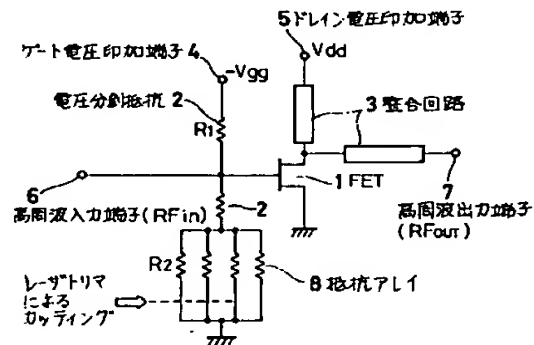 5ドレイン電圧印加端子
Vdd
ゲート電圧印加端子 4
-Vgg
電圧分割抵抗 2
R1
3 整合回路
1 FET
6
高周波入力端子(RFin)
7
高周波出力端子
(RFOUT)
2
R2
8 抵抗アレイ
レーザトリマ
による
カッティング